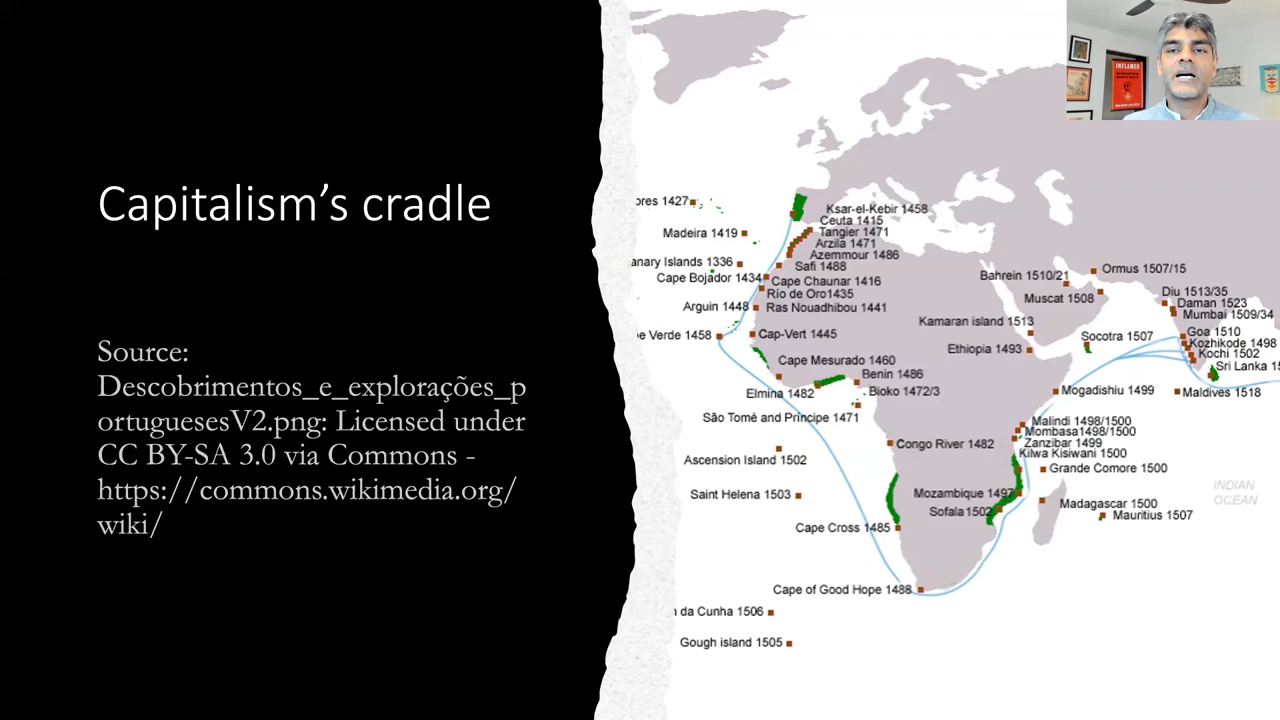 Capitalism's cradle
Source:
Descobrimentos_e_explorações_p
ortuguesesV2.png: Licensed under
CC BY-SA 3.0 via Commons -
https://commons.wikimedia.org/
wiki/
INFLAMED
ores 1427
Madeira 1419
anary Islands 1336
Cape Bojador 1434
Arguin 1448
e Verde 1458
Ksar-el-Kebir 1458
Ceuta 1415
Tangier 1471
Arzila 1471
Azemmour 1486
Safi 1488
Cape Chaunar 1416
Río de Oro1435
Ras Nouadhibou 1441
Cap-Vert 1445
Cape Mesurado 1460
Benin 1486
Elmina 1482
Bioko 1472/3
São Tomé and Príncipe 1471
Congo River 1482
Ascension Island 1502
Saint Helena 1503
Cape Cross 1485
Cape of Good Hope 1488
da Cunha 1506
Gough island 1505
Bahrein 1510/21
Ormus 1507/15
Muscat 1508
Diu 1513/35
Daman 1523
Mumbai 1509/34
Goa 1510
Kozhikode 1498
Kochi 1502
Sri Lanka 15
Maldives 1518
Kamaran island 1513
Socotra 1507
Ethiopia 1493
Mogadishu 1499
Malindi 1498/1500
Mombasa1498/1500
Zanzibar 1499
Kilwa Kisiwani 1500
Grande Comore 1500
Mozambique 1497
Sofala 1502
Madagascar 1500
Mauritius 1507
INDIAN
OCEAN